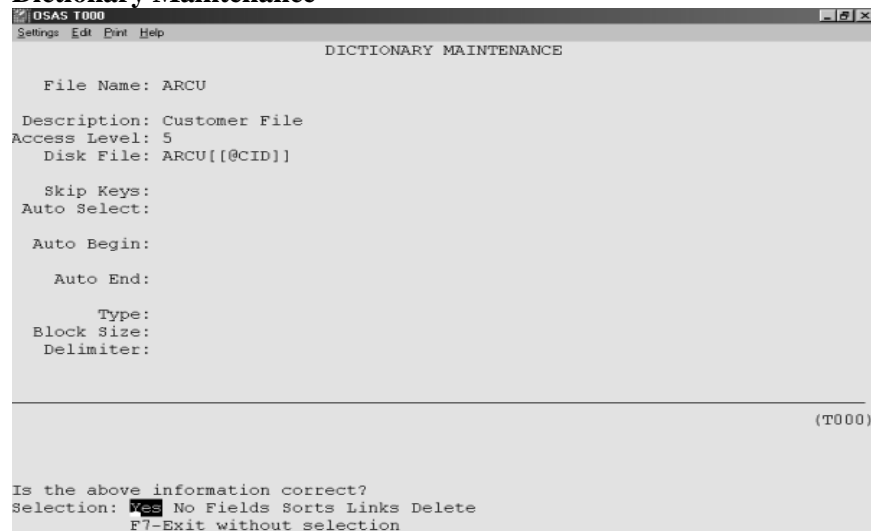 Dictionary Maintenance
OSAS T000
Settings Edit Print Help
DICTIONARY MAINTENANCE
File Name: ARCU
Description: Customer File
Access Level: 5
Disk File: ARCU[[@CID]]
Skip Keys:
Auto Select:
Auto Begin:
Auto End:
Type:
Block Size:
Delimiter:
(T000)
Is the above information correct?
Selection: Yes No Fields Sorts Links Delete
F7-Exit without selection